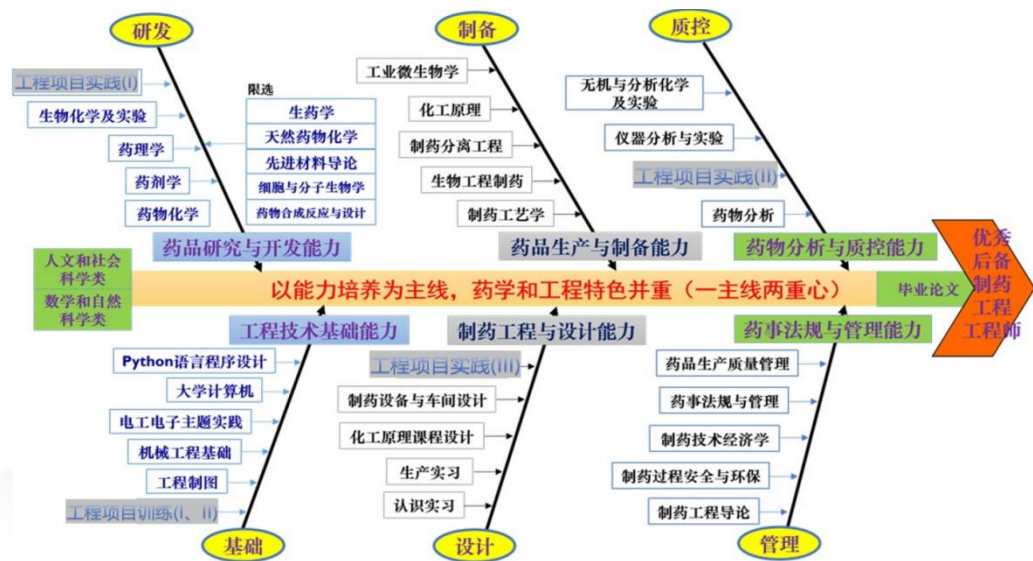 研发
制备
质控
工程项目实践(I)
生物化学及实验
药理学
药剂学
药物化学
限选
生药学
天然药物化学
先进材料导论
细胞与分子生物学
药物合成反应与设计
工业微生物学
化工原理
制药分离工程
生物工程制药
制药工艺学
无机与分析化学
及实验
仪器分析与实验
工程项目实践(II)
药物分析
药品研究与开发能力
药品生产与制备能力
药物分析与质控能力
人文和社会
科学类
数学和自然
科学类
以能力培养为主线，药学和工程特色并重（一主线两重心）
毕业论文
优秀
后备
制药
工程
工程师
工程技术基础能力
制药工程与设计能力
药事法规与管理能力
Python语言程序设计
大学计算机
电工电子主题实践
机械工程基础
工程制图
工程项目训练(I、II)
工程项目实践(III)
制药设备与车间设计
化工原理课程设计
生产实习
认识实习
药品生产质量管理
药事法规与管理
制药技术经济学
制药过程安全与环保
制药工程导论
基础
设计
管理